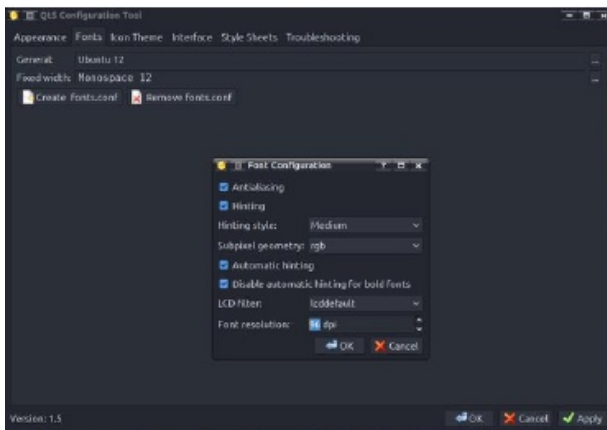 Qt5 Configuration Tool
Appearance Fonts Icon Theme Interface Style Sheets Troubleshooting
General: Ubuntu 12
Fixed width: Monospace 12
Create fonts.conf Remove fonts.conf
Font Configuration
Antialiasing
Hinting
Hinting style: Medium
Subpixel geometry: rgb
Automatic hinting
Disable automatic hinting for bold fonts
LCD filter: lcddefault
Font resolution: 96 dpi
OK Cancel
Version: 1.5
OK Cancel Apply